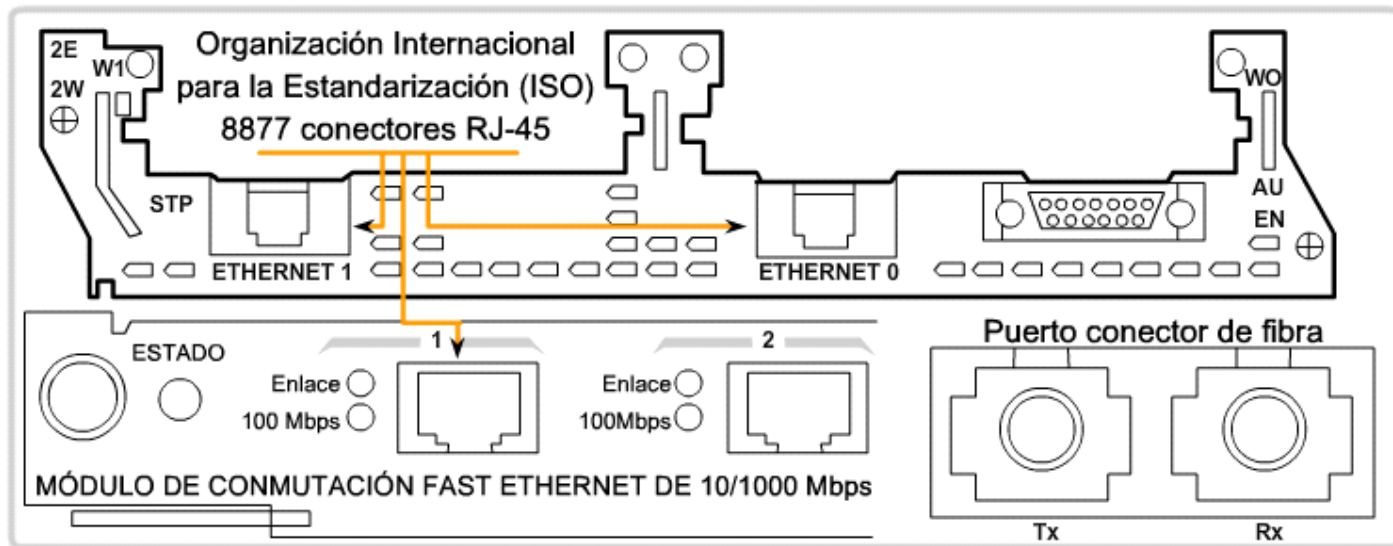 2E
2W
W1
Organización Internacional
para la Estandarización (ISO)
8877 conectores RJ-45
WO
STP
AU
EN
ETHERNET 1
ETHERNET 0
ESTADO
1
Enlace
100 Mbps
2
Enlace
100Mbps
MÓDULO DE CONMUTACIÓN FAST ETHERNET DE 10/1000 Mbps
Puerto conector de fibra
Tx
Rx